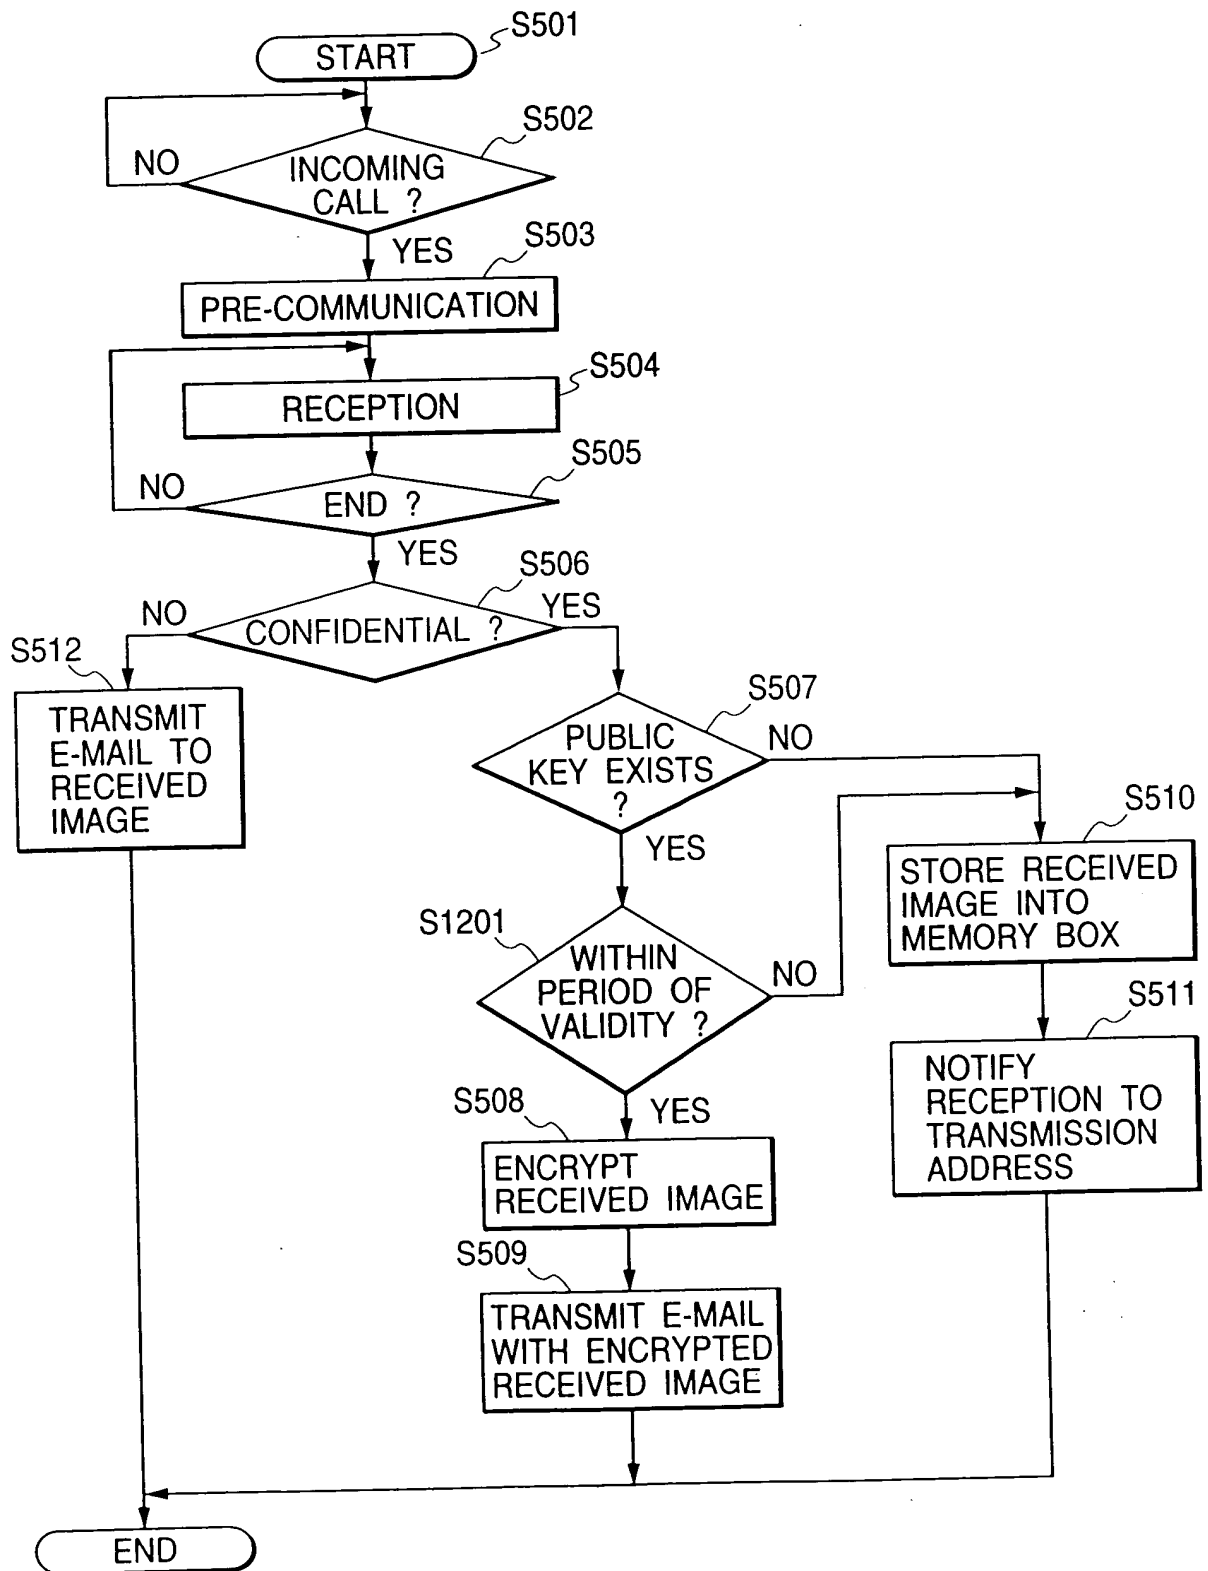 START
S501
S502
NO
INCOMING
CALL ?
YES
S503
PRE-COMMUNICATION
S504
RECEPTION
S505
NO
END ?
YES
S506
NO
YES
CONFIDENTIAL ?
S512
TRANSMIT
E-MAIL TO
RECEIVED
IMAGE
S507
PUBLIC
KEY EXISTS
?
NO
YES
S510
STORE RECEIVED
IMAGE INTO
MEMORY BOX
S1201
WITHIN
PERIOD OF
VALIDITY ?
NO
YES
S511
NOTIFY
RECEPTION TO
TRANSMISSION
ADDRESS
S508
ENCRYPT
RECEIVED IMAGE
S509
TRANSMIT E-MAIL
WITH ENCRYPTED
RECEIVED IMAGE
END